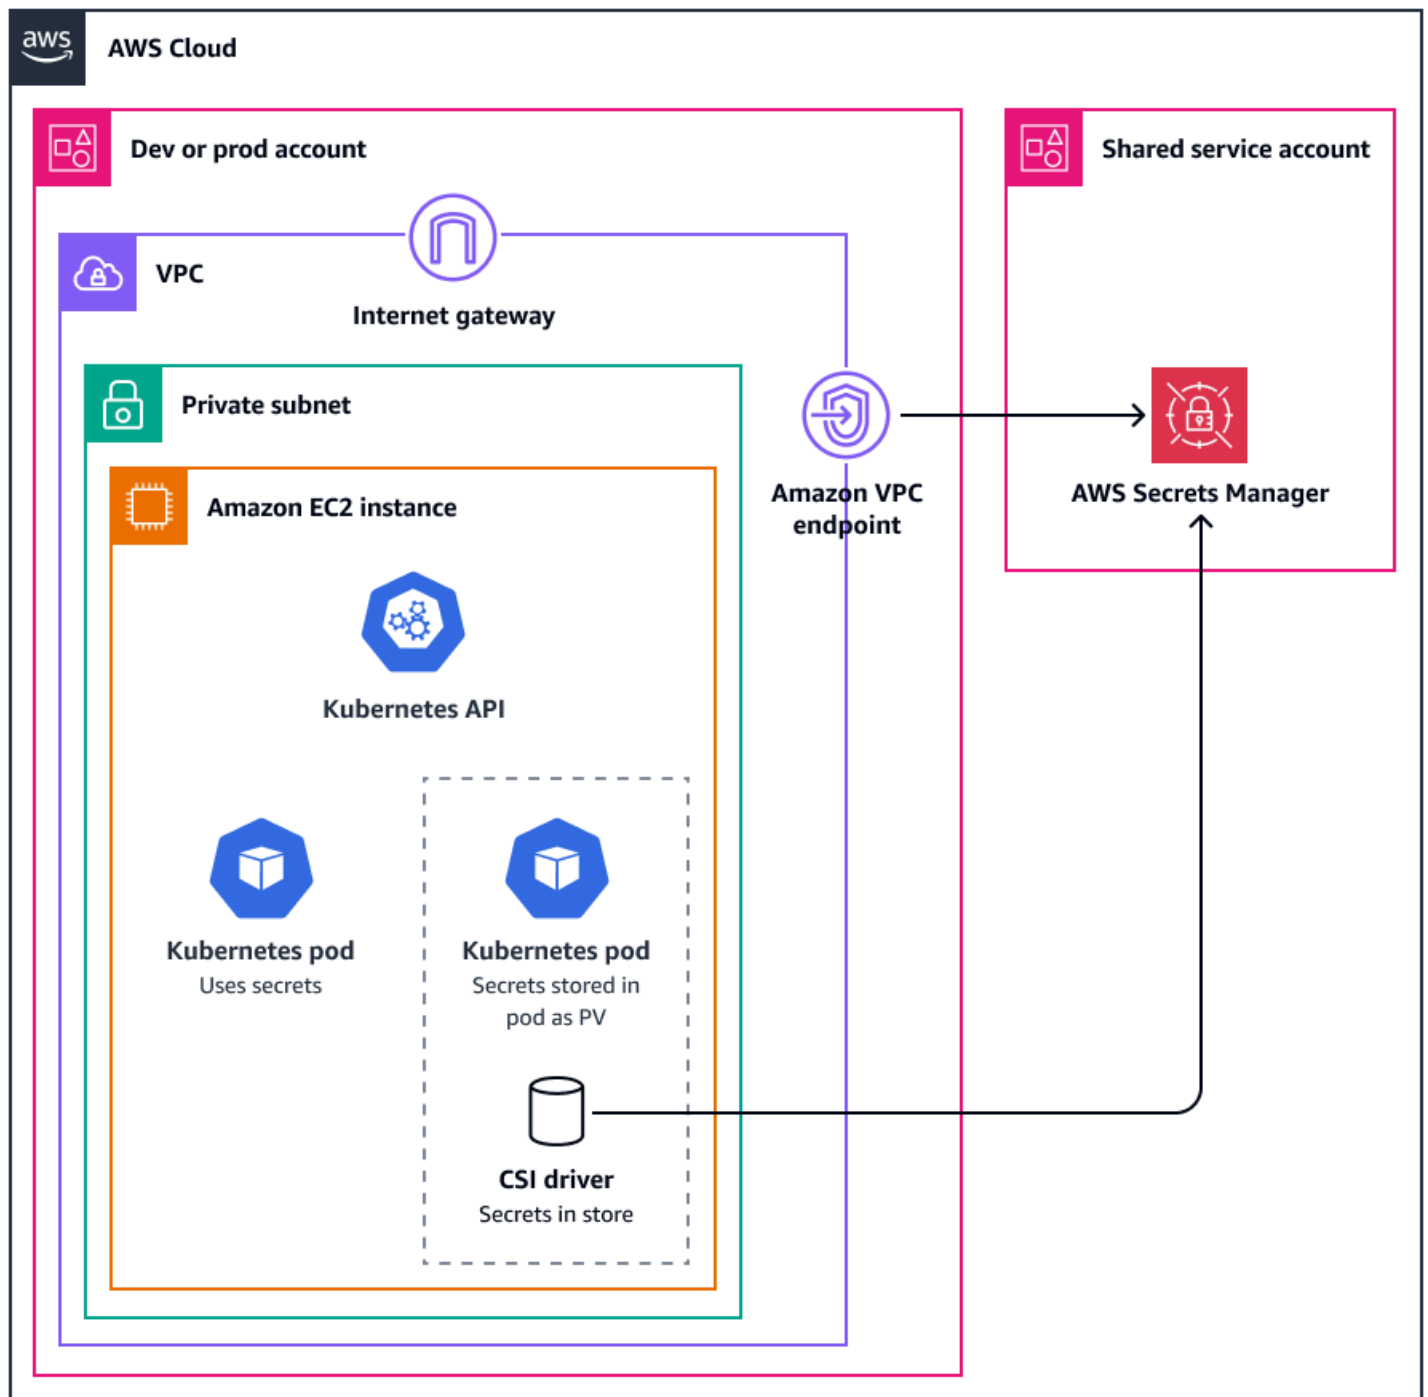 aws
AWS Cloud
Dev or prod account
Shared service account
VPC
Internet gateway
Private subnet
Amazon EC2 instance
Amazon VPC
endpoint
AWS Secrets Manager
Kubernetes API
Kubernetes pod
Uses secrets
Kubernetes pod
Secrets stored in
pod as PV
CSI driver
Secrets in store